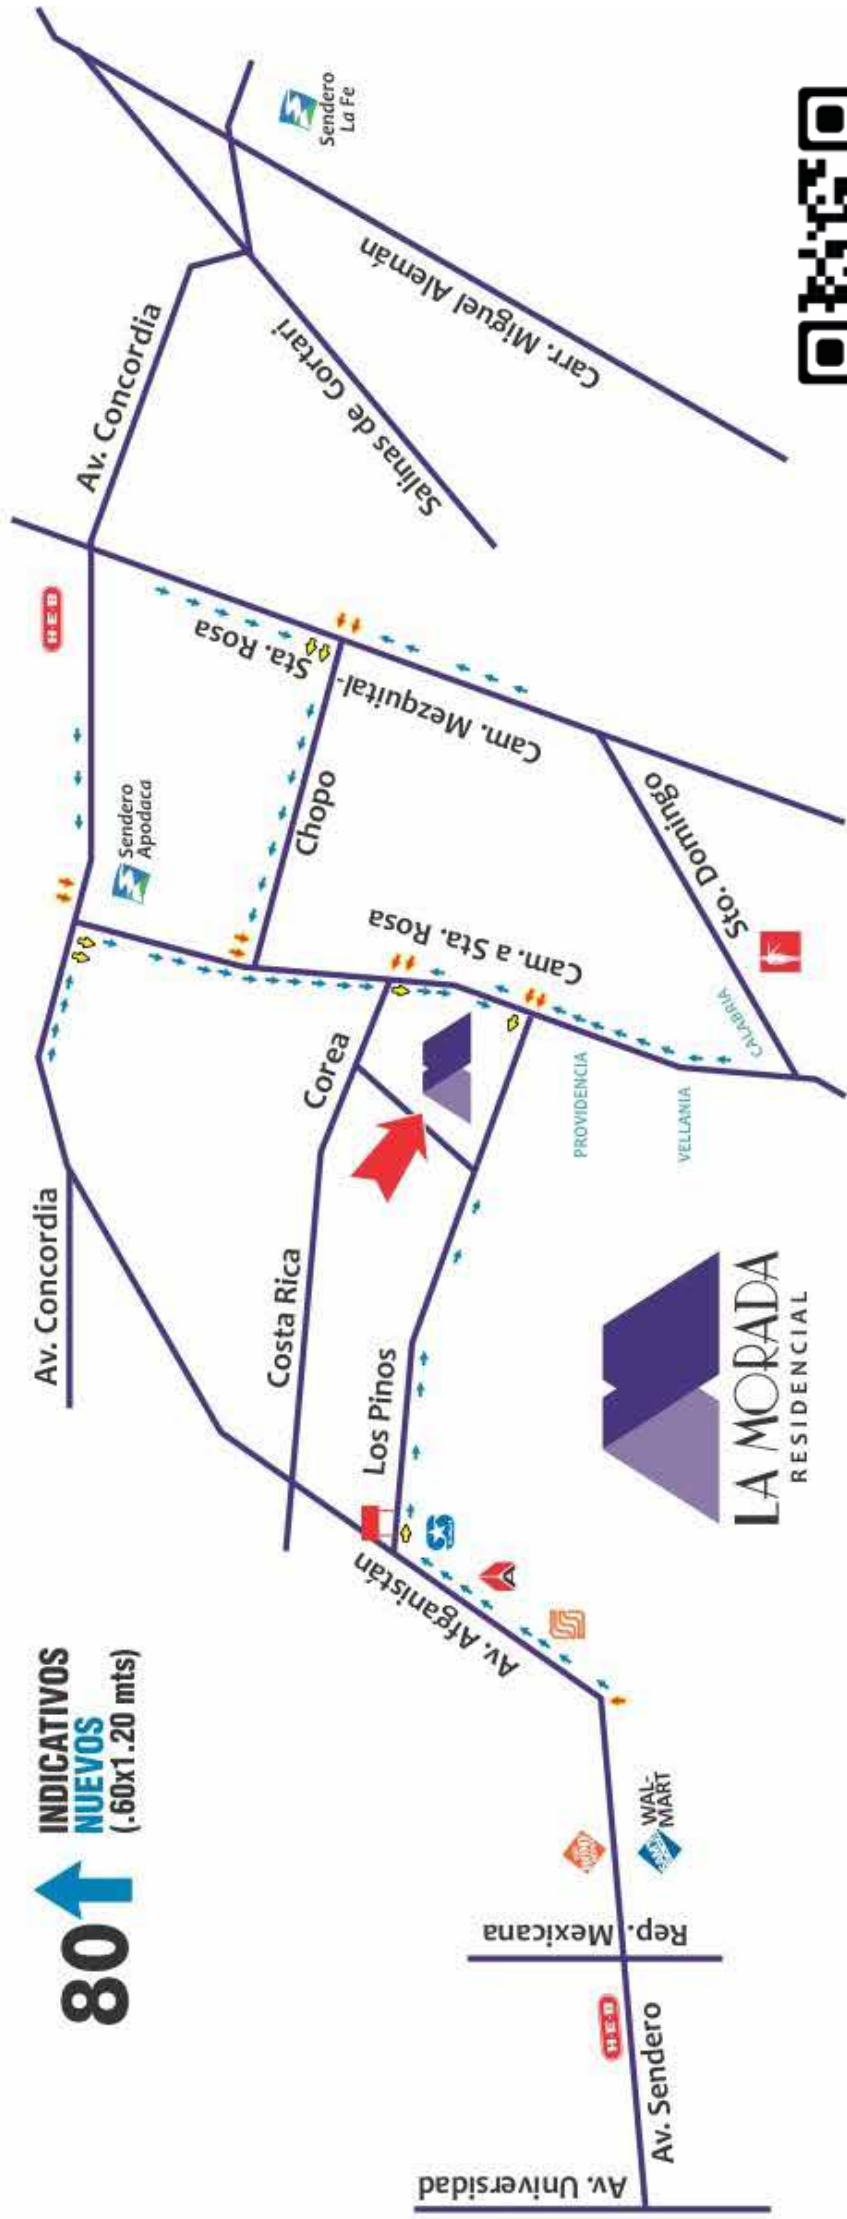 80
INDICATIVOS
NUEVOS
(.60x1.20 mts)
Av. Concordia
Av. Concordia
H-E-B
Sendero
Apodaca
Sendero
La Fe
Salinas de Gortari
Carr. Miguel Alemán
Cam. Mezquital-
Sta. Rosa
Chopo
Cam. a Sta. Rosa
Sto. Domingo
CALABRIA
Corea
Costa Rica
Los Pinos
Av. Afganistán
PROVIDENCIA
VELLANIA
WAL-
MART
Rep. Mexicana
H-E-B
Av. Sendero
Av. Universidad
LA MORADA
RESIDENCIAL